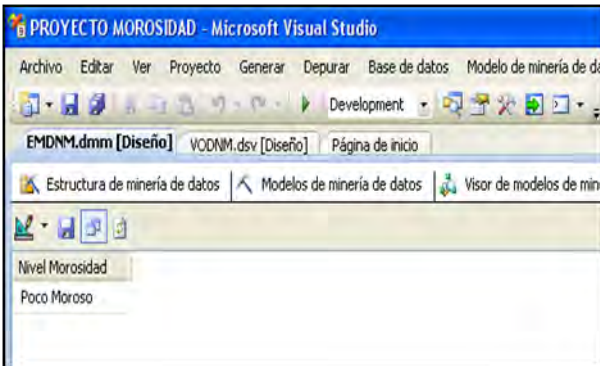 PROYECTO MOROSIDAD - Microsoft Visual Studio
Archivo Editar Ver Proyecto Generar Depurar Base de datos Modelo de minería de da
Development
EMDNM.dmm [Diseño] VODNM.dsv [Diseño] Página de inicio
Estructura de minería de datos Modelos de minería de datos Visor de modelos de min
Nivel Morosidad
Poco Moroso